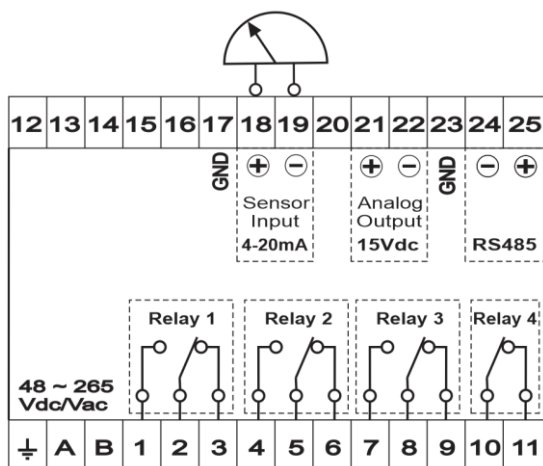 12 13 14 15 16 17 18 19 20 21 22 23 24 25
GND + − + − GND − +
Sensor Input
4-20mA
Analog Output
15Vdc
RS485
Relay 1 Relay 2 Relay 3 Relay 4
48 ~ 265
Vdc/Vac
⏚ A B 1 2 3 4 5 6 7 8 9 10 11